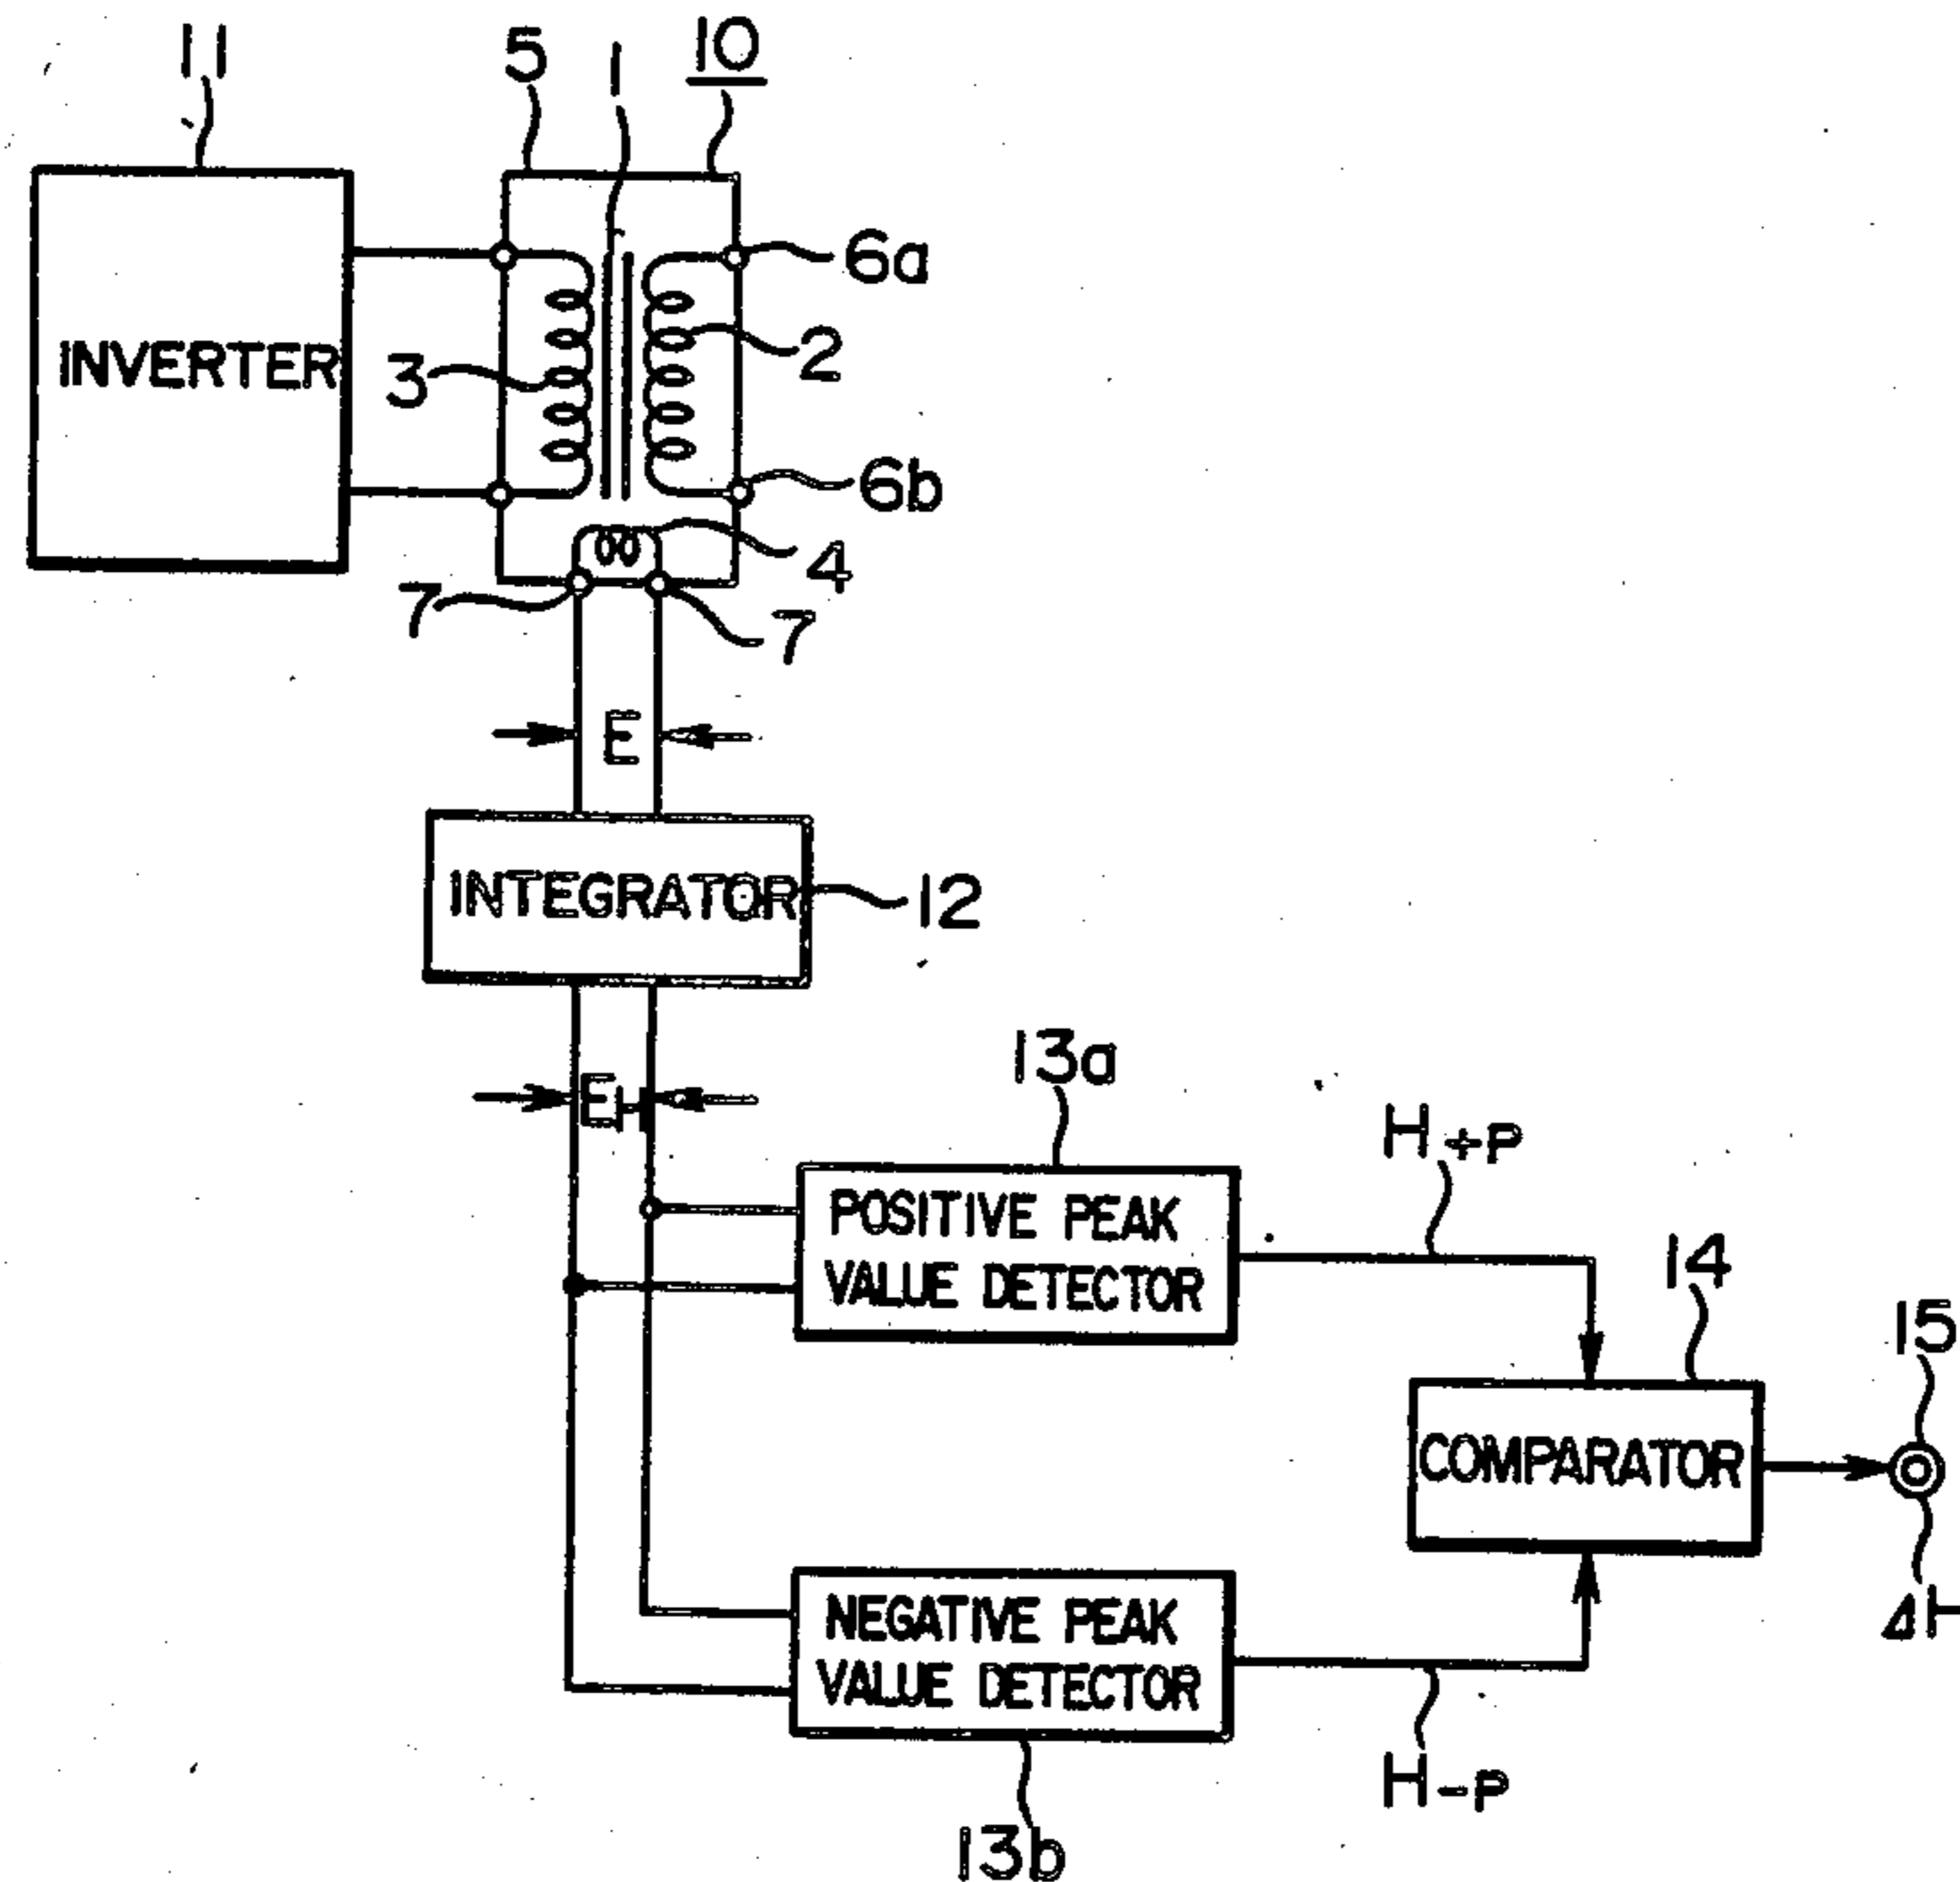 11
5
1
10
6a
INVERTER
3
2
6b
4
7
7
E
INTEGRATOR
12
EH
13a
H+P
POSITIVE PEAK
VALUE DETECTOR
14
15
COMPARATOR
ΔH
NEGATIVE PEAK
VALUE DETECTOR
H-P
13b